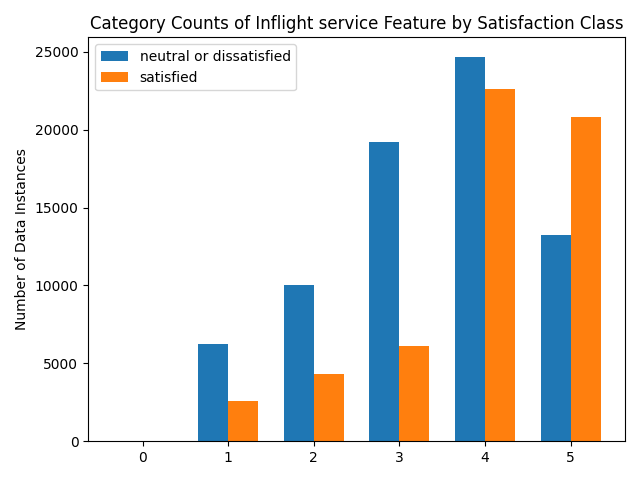 Category Counts of Inflight service Feature by Satisfaction Class
neutral or dissatisfied
satisfied
Number of Data Instances
25000
20000
15000
10000
5000
0
0 1 2 3 4 5